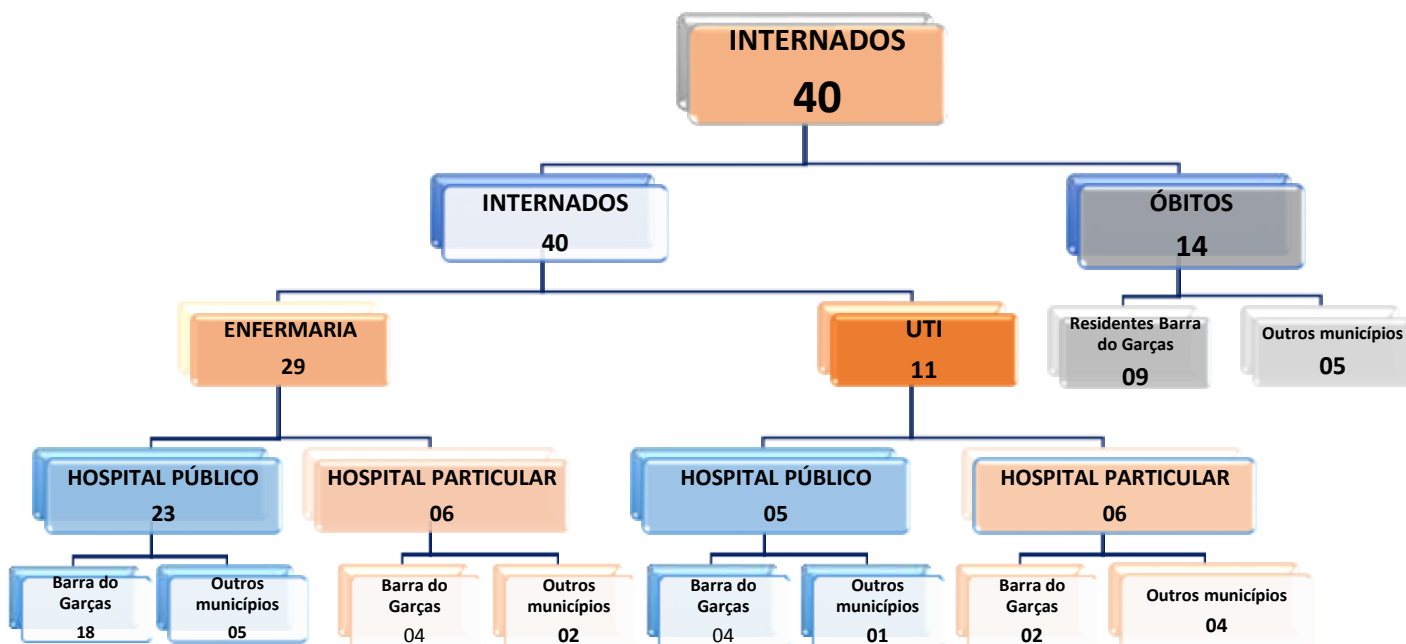 INTERNADOS
40
INTERNADOS
40
ÓBITOS
14
ENFERMARIA
29
UTI
11
Residentes Barra
do Garças
09
Outros municípios
05
HOSPITAL PÚBLICO
23
HOSPITAL PARTICULAR
06
HOSPITAL PÚBLICO
05
HOSPITAL PARTICULAR
06
Barra do
Garças
18
Outros
municípios
05
Barra do
Garças
04
Outros
municípios
02
Barra do
Garças
04
Outros
municípios
01
Barra do
Garças
02
Outros municípios
04